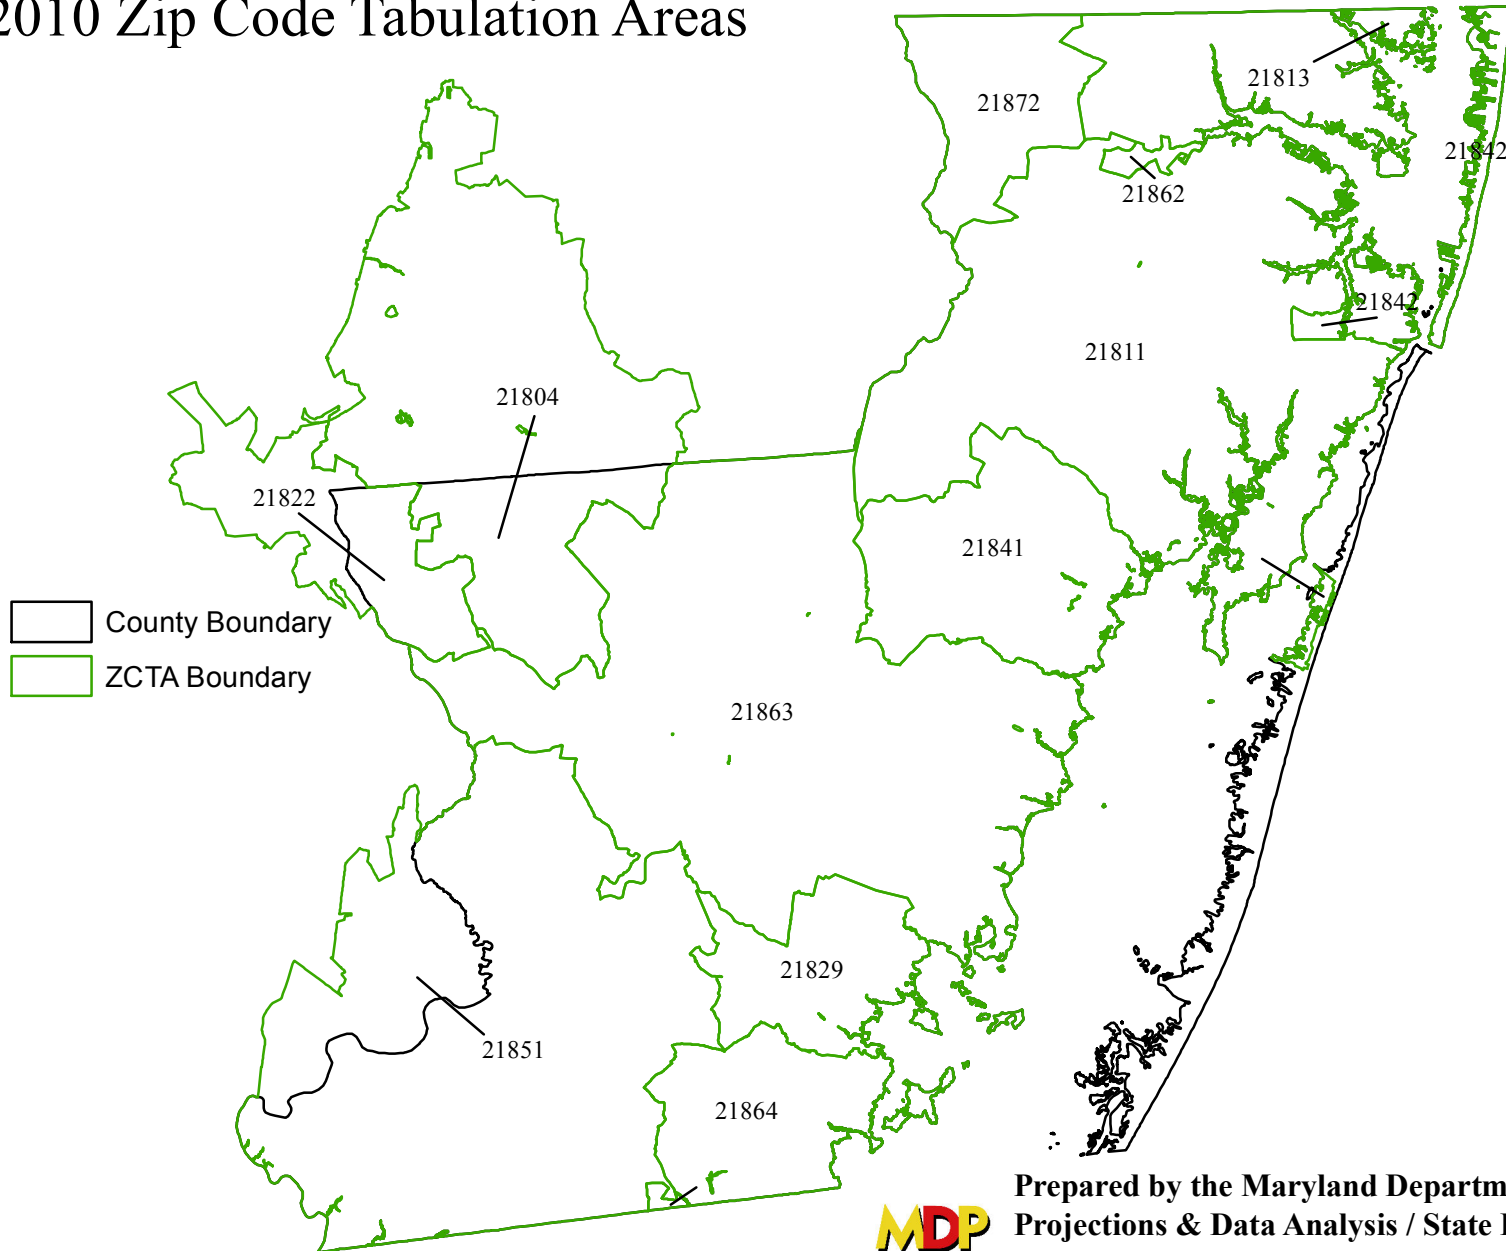 2010 Zip Code Tabulation Areas
21813
21872
21842
21862
21842
21811
21804
21822
21841
County Boundary
ZCTA Boundary
21863
21829
21851
21864
Prepared by the Maryland Departm
MDP Projections & Data Analysis / State